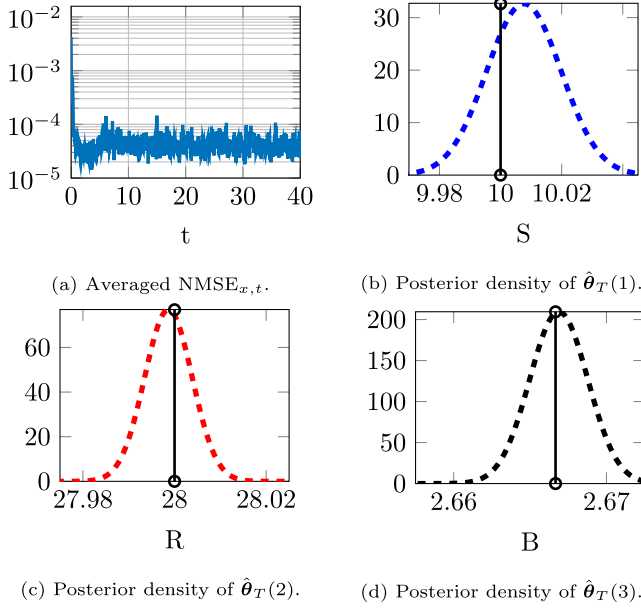 10⁻²
10⁻³
10⁻⁴
10⁻⁵
0 10 20 30 40
t
(a) Averaged NMSEₓ,ₜ.
30
20
10
0
9.98 10 10.02
S
(b) Posterior density of θ̂_T(1).
60
40
20
0
27.98 28 28.02
R
(c) Posterior density of θ̂_T(2).
200
150
100
50
0
2.66 2.67
B
(d) Posterior density of θ̂_T(3).